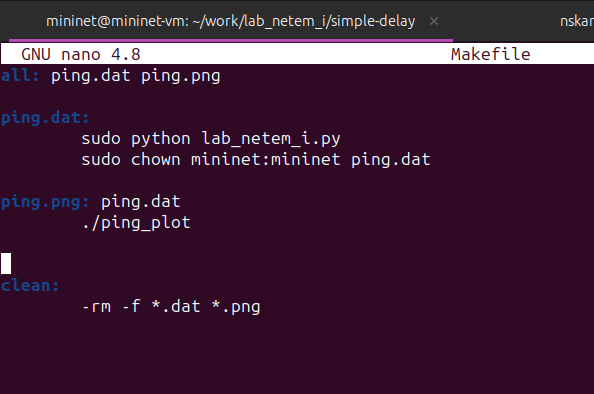 mininet@mininet-vm: ~/work/lab_netem_i/simple-delay × nskar
GNU nano 4.8 Makefile
all: ping.dat ping.png
ping.dat:
sudo python lab_netem_i.py
sudo chown mininet:mininet ping.dat
ping.png: ping.dat
./ping_plot
clean:
-rm -f *.dat *.png